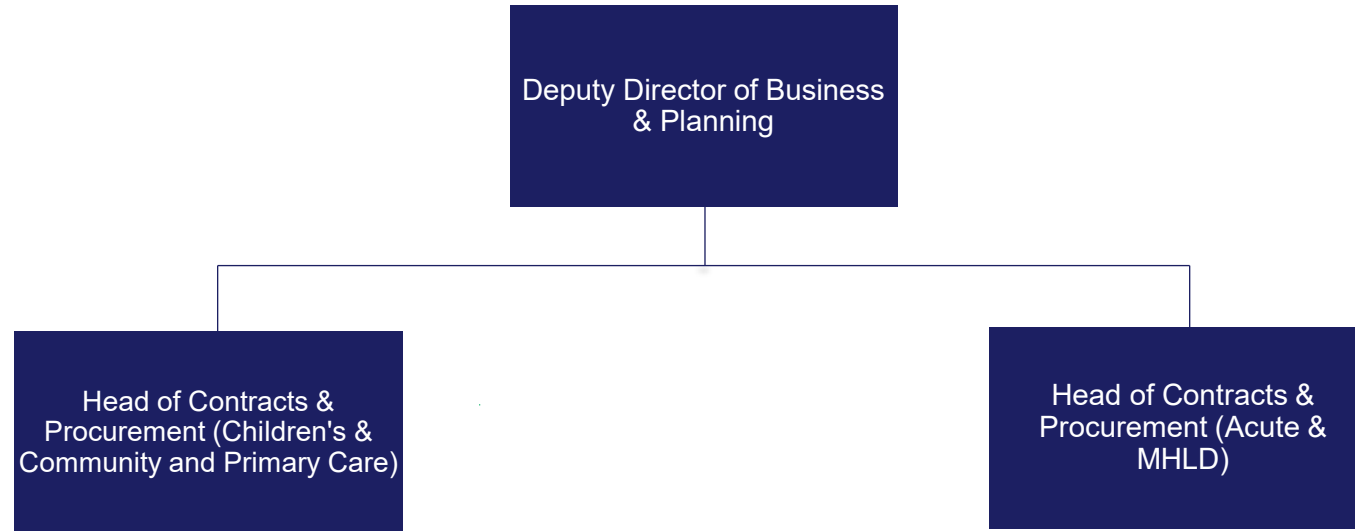 Deputy Director of Business
& Planning
Head of Contracts &
Procurement (Children's &
Community and Primary Care)
Head of Contracts &
Procurement (Acute &
MHLD)